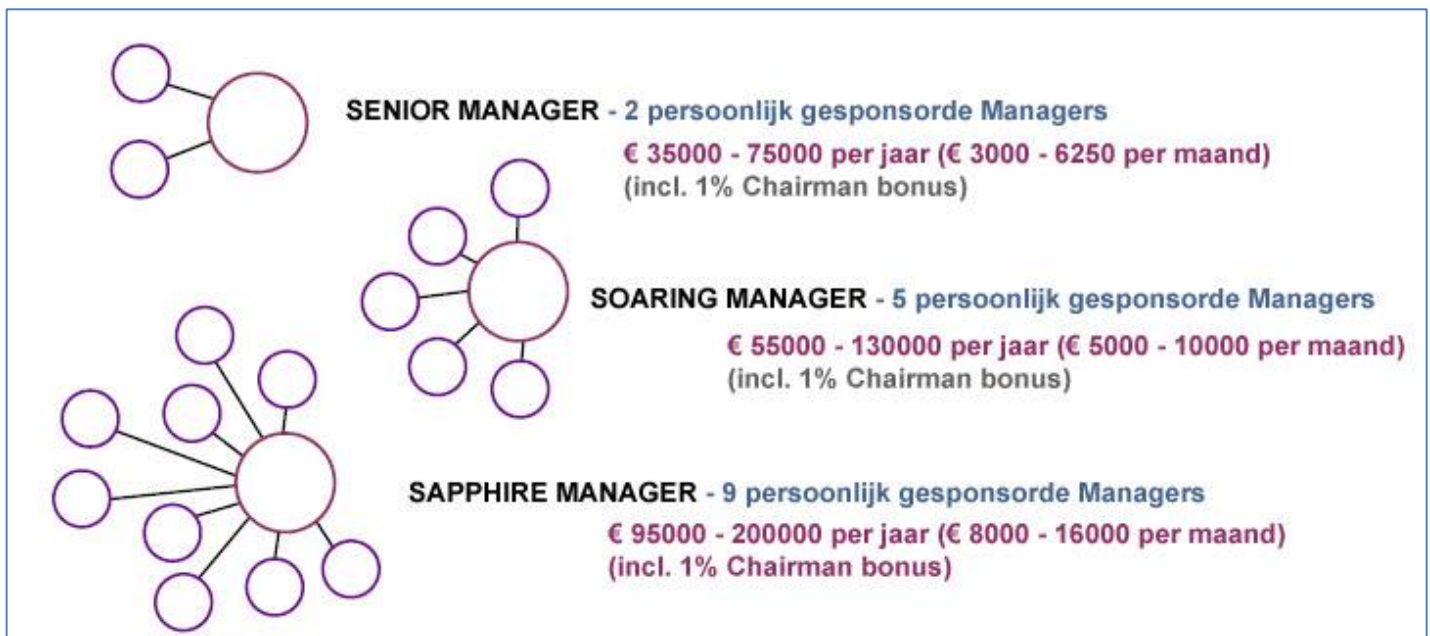 SENIOR MANAGER - 2 persoonlijk gesponsorde Managers
€ 35000 - 75000 per jaar (€ 3000 - 6250 per maand)
(incl. 1% Chairman bonus)
SOARING MANAGER - 5 persoonlijk gesponsorde Managers
€ 55000 - 130000 per jaar (€ 5000 - 10000 per maand)
(incl. 1% Chairman bonus)
SAPPHIRE MANAGER - 9 persoonlijk gesponsorde Managers
€ 95000 - 200000 per jaar (€ 8000 - 16000 per maand)
(incl. 1% Chairman bonus)